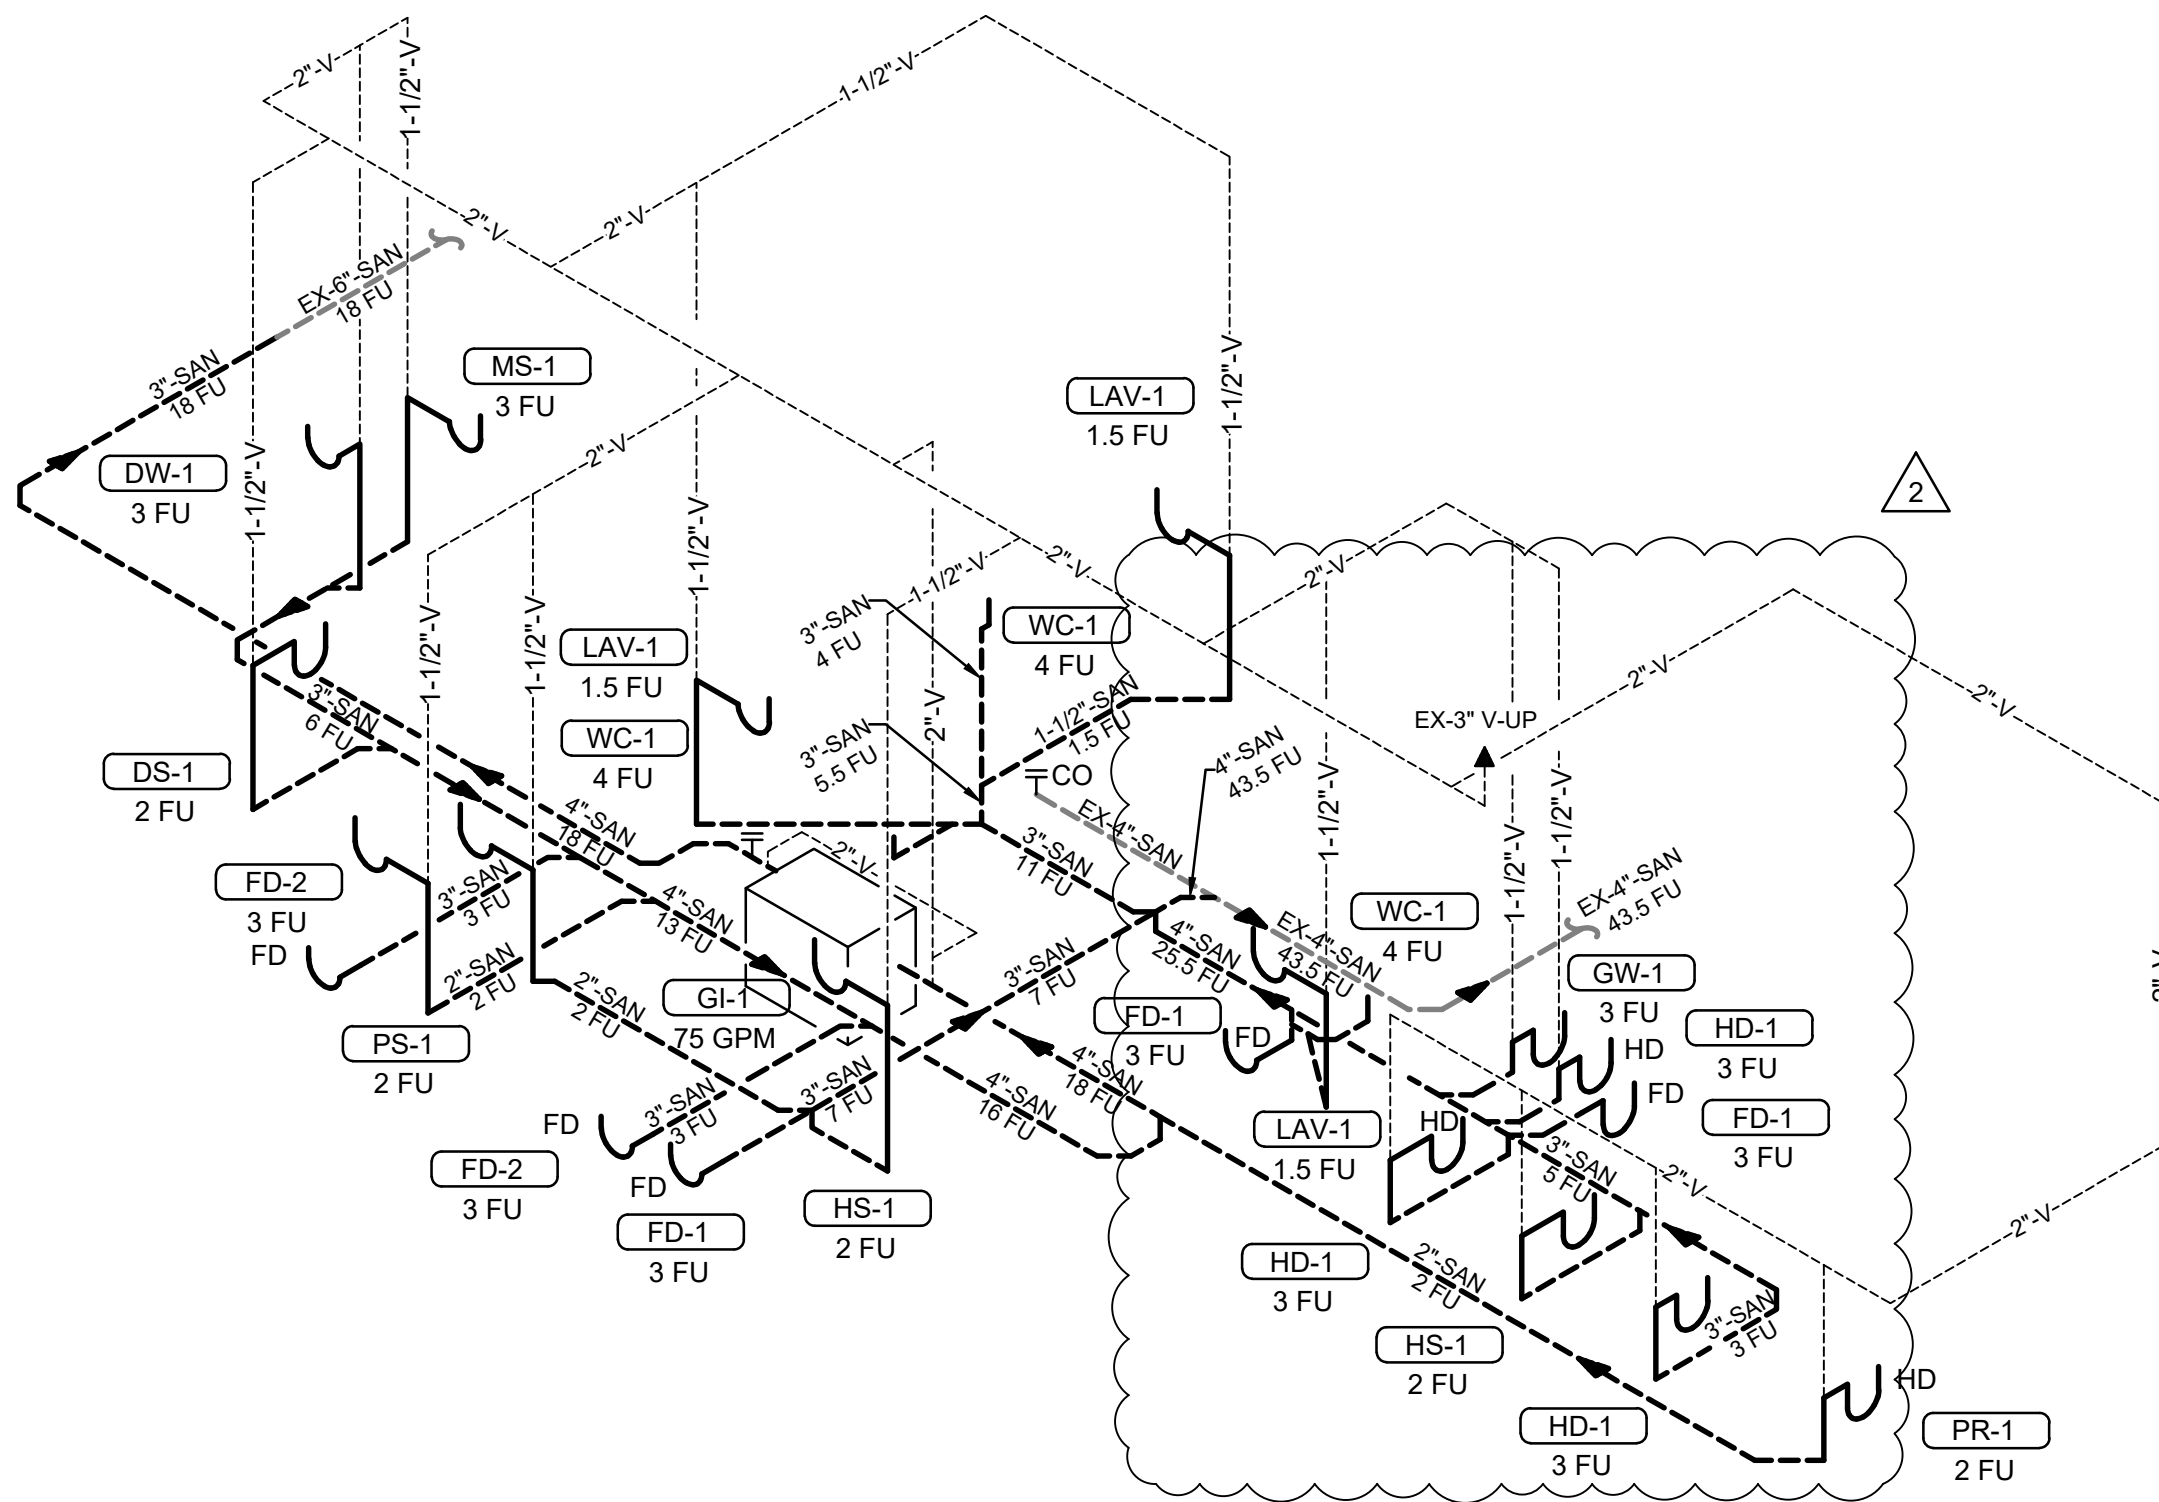 2"-V
1-1/2"-V
1-1/2"-V
2"-V
2"-V
EX-6"-SAN
18 FU
3"-SAN
18 FU
MS-1
3 FU
LAV-1
1.5 FU
1-1/2"-V
DW-1
3 FU
1-1/2"-V
2"-V
1-1/2"-V
2
2"-V
1-1/2"-V
2"-V
3"-SAN
4 FU
WC-1
4 FU
1-1/2"-V
1-1/2"-V
LAV-1
1.5 FU
2"-V
2"-V
2"-V
3"-SAN
6 FU
1-1/2"-SAN
1.5 FU
EX-3" V-UP
3"-SAN
5.5 FU
WC-1
4 FU
DS-1
2 FU
CO
4"-SAN
43.5 FU
1-1/2"-V
4"-SAN
18 FU
EX-4"-SAN
1-1/2"-V
1-1/2"-V
2"-V
3"-SAN
11 FU
FD-2
3 FU
3"-SAN
3 FU
FD
4"-SAN
13 FU
WC-1
4 FU
EX-4"-SAN
43.5 FU
EX-4"-SAN
43.5 FU
4"-SAN
25.5 FU
2"-SAN
2 FU
2"-SAN
2 FU
GI-1
75 GPM
3"-SAN
7 FU
GW-1
3 FU
FD-1
3 FU
FD
PS-1
2 FU
HD
HD-1
3 FU
3"-SAN
3 FU
3"-SAN
7 FU
4"-SAN
16 FU
4"-SAN
18 FU
FD
FD
HD
LAV-1
1.5 FU
FD-1
3 FU
FD-2
3 FU
FD
3"-SAN
5 FU
2"-V
2"-V
HS-1
2 FU
FD-1
3 FU
HD-1
3 FU
2"-SAN
2 FU
3"-SAN
3 FU
HS-1
2 FU
HD
HD-1
3 FU
PR-1
2 FU